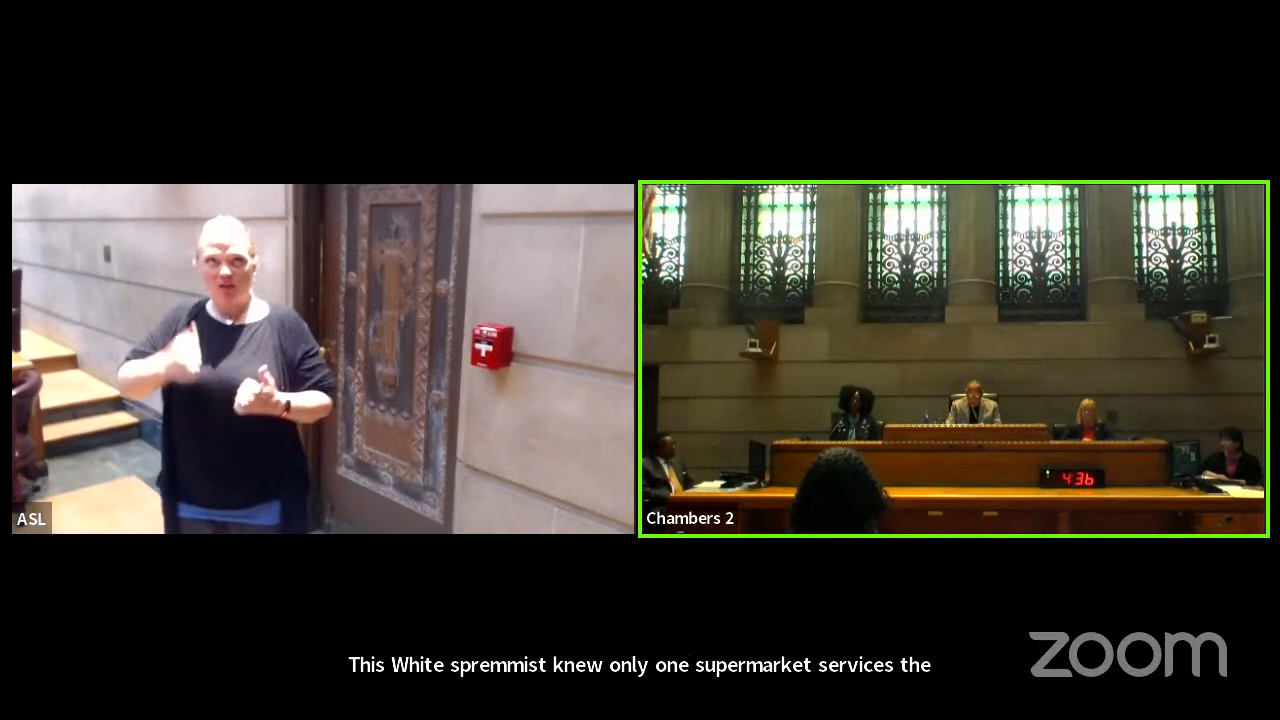 ASL
Chambers 2
4:36
This White spremmist knew only one supermarket services the
zoom